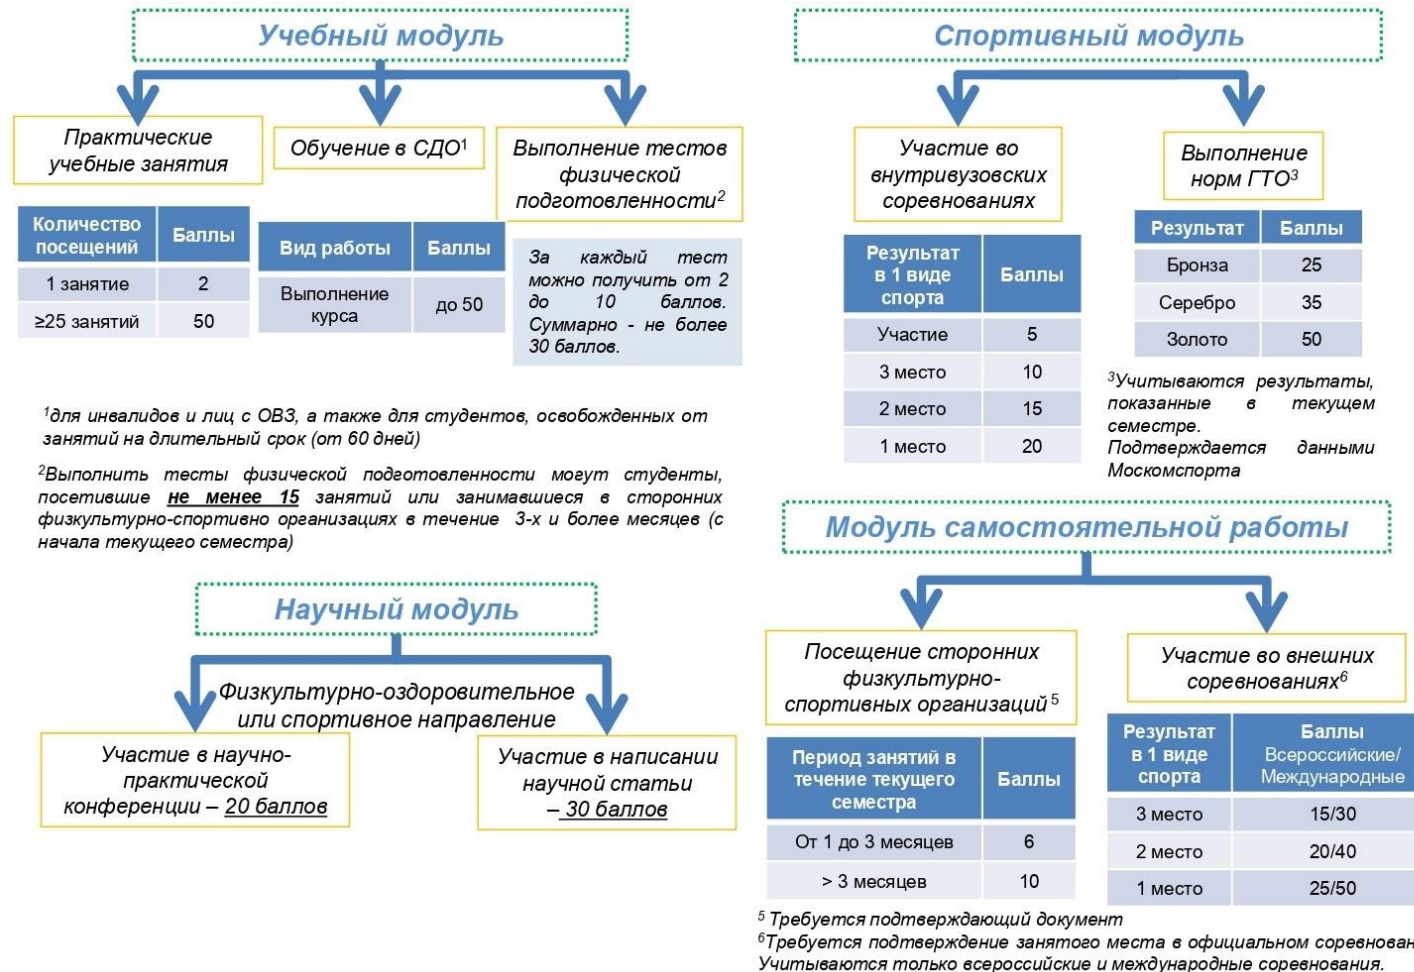 Учебный модуль
Практические
учебные занятия
Количество
посещений
Баллы
1 занятие
2
≥25 занятий
50
Обучение в СДО¹
Вид работы
Баллы
Выполнение
курса
до 50
Выполнение тестов
физической
подготовленности²
За каждый тест
можно получить от 2
до 10 баллов.
Суммарно - не более
30 баллов.
¹для инвалидов и лиц с ОВЗ, а также для студентов, освобожденных от
занятий на длительный срок (от 60 дней)
²Выполнить тесты физической подготовленности могут студенты,
посетившие не менее 15 занятий или занимавшиеся в сторонних
физкультурно-спортивно организациях в течение 3-х и более месяцев (с
начала текущего семестра)
Спортивный модуль
Участие во
внутривузовских
соревнованиях
Результат
в 1 виде
спорта
Баллы
Участие
5
3 место
10
2 место
15
1 место
20
Выполнение
норм ГТО³
Результат
Баллы
Бронза
25
Серебро
35
Золото
50
³Учитываются результаты,
показанные в текущем
семестре.
Подтверждается данными
Москомспорта
Научный модуль
Физкультурно-оздоровительное
или спортивное направление
Участие в научно-
практической
конференции – 20 баллов
Участие в написании
научной статьи
– 30 баллов
Модуль самостоятельной работы
Посещение сторонних
физкультурно-
спортивных организаций ⁵
Период занятий в
течение текущего
семестра
Баллы
От 1 до 3 месяцев
6
> 3 месяцев
10
Участие во внешних
соревнованиях⁶
Результат
в 1 виде
спорта
Баллы
Всероссийские/
Международные
3 место
15/30
2 место
20/40
1 место
25/50
⁵ Требуется подтверждающий документ
⁶Требуется подтверждение занятого места в официальном соревнован
Учитываются только всероссийские и международные соревнования.